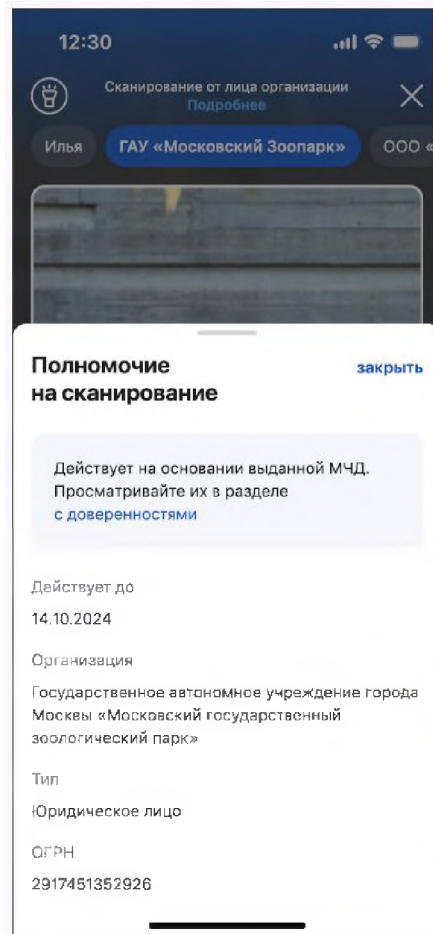 12:30
Сканирование от лица организации
Подробнее
Илья ГАУ «Московский Зоопарк» ООО «
Полномочие
на сканирование
закрыть
Действует на основании выданной МЧД.
Просматривайте их в разделе
с доверенностями
Действует до
14.10.2024
Организация
Государственное автономное учреждение города
Москвы «Московский государственный
зоологический парк»
Тип
Юридическое лицо
ОГРН
2917451352926